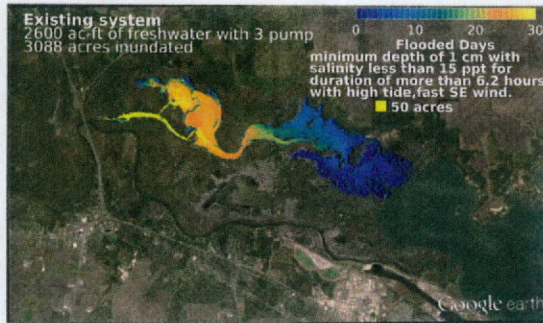 Existing system
2600 ac-ft of freshwater with 3 pump
3088 acres inundated
0 10 20 30
Flooded Days
minimum depth of 1 cm with
salinity less than 15 ppt for
duration of more than 6.2 hours
with high tide,fast SE wind.
50 acres
Google earth